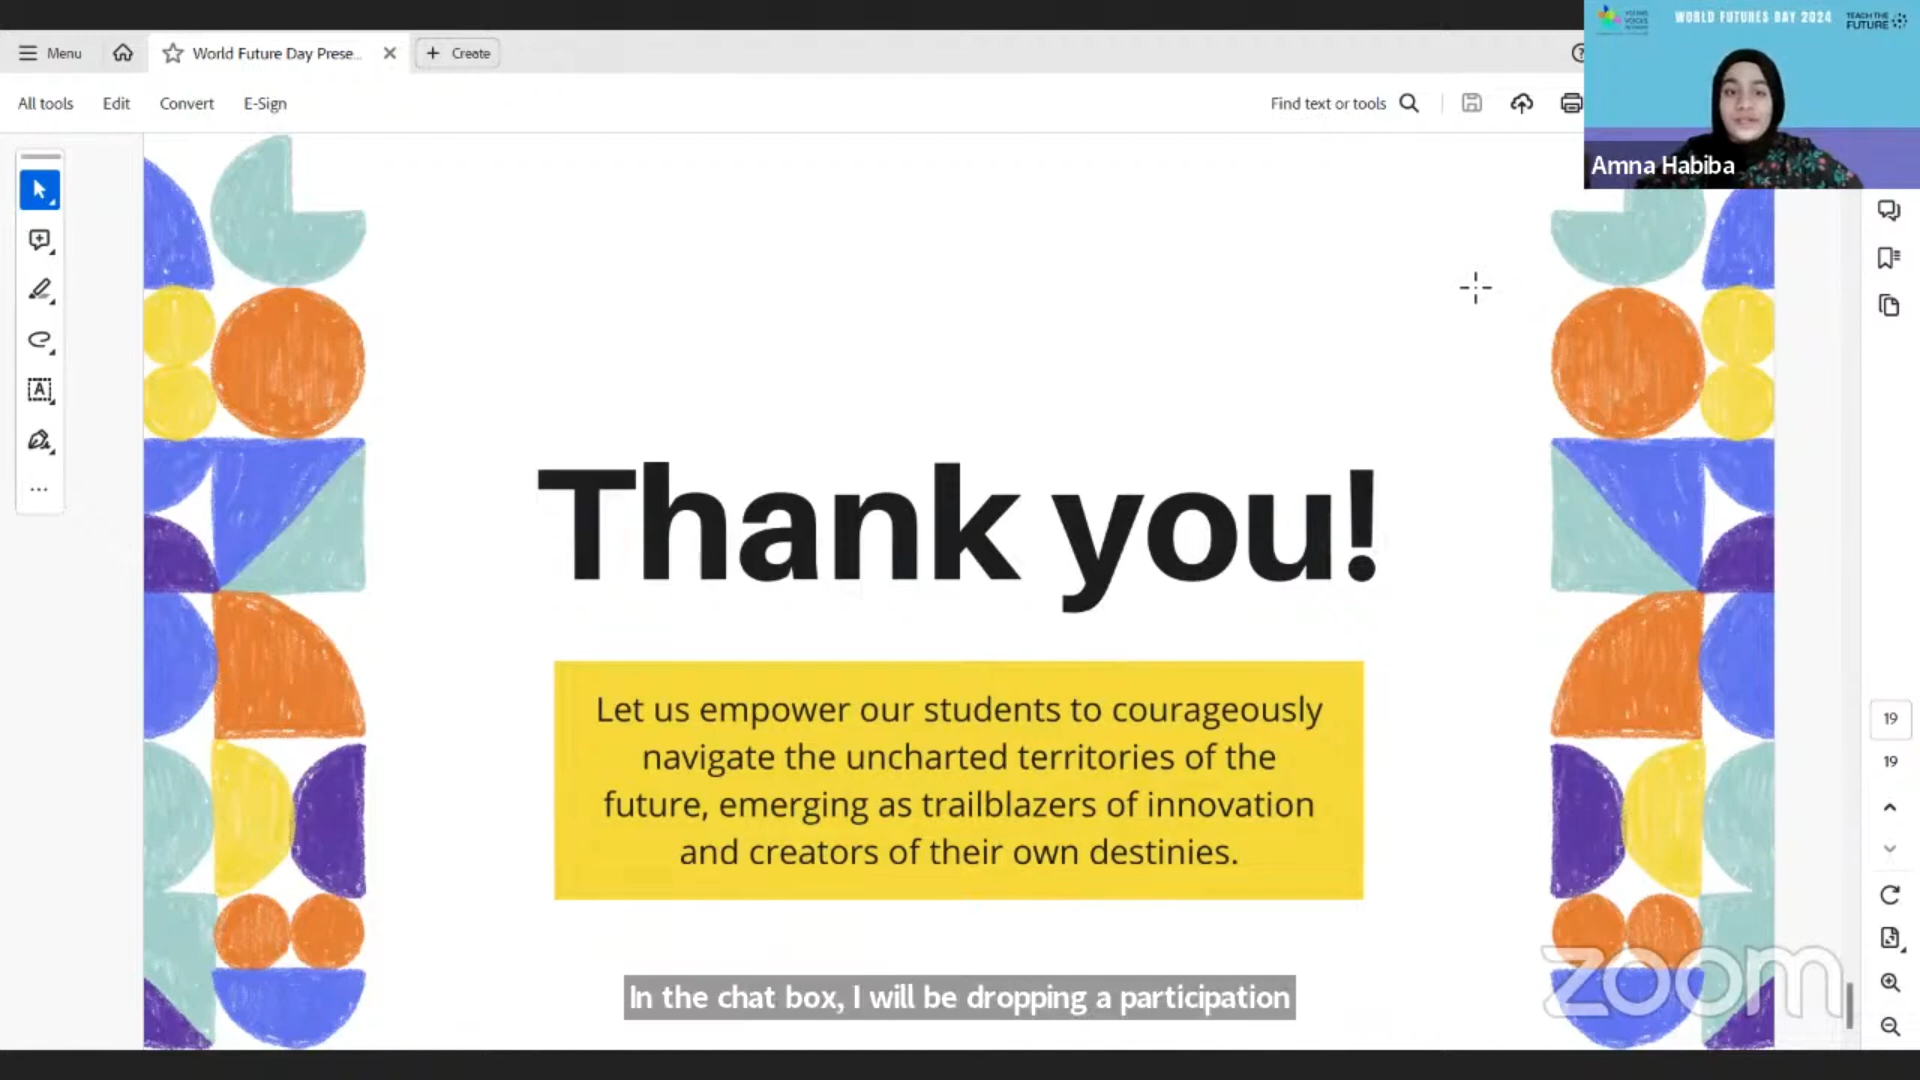 WORLD FUTURES DAY 2024
TEACH THE
FUTURE
Menu
World Future Day Prese...
Create
All tools
Edit
Convert
E-Sign
Find text or tools
Amna Habiba
Thank you!
Let us empower our students to courageously
navigate the uncharted territories of the
future, emerging as trailblazers of innovation
and creators of their own destinies.
19
19
In the chat box, I will be dropping a participation
zoom